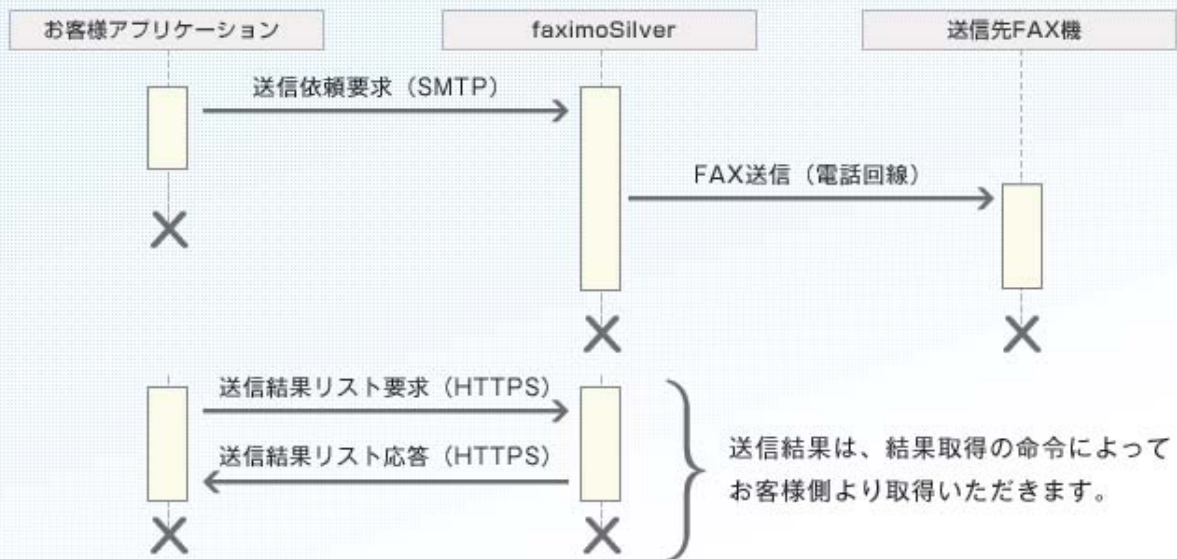 お客様アプリケーション
faximoSilver
送信先FAX機
送信依頼要求（SMTP）
FAX送信（電話回線）
送信結果リスト要求（HTTPS）
送信結果リスト応答（HTTPS）
送信結果は、結果取得の命令によって
お客様側より取得いただきます。